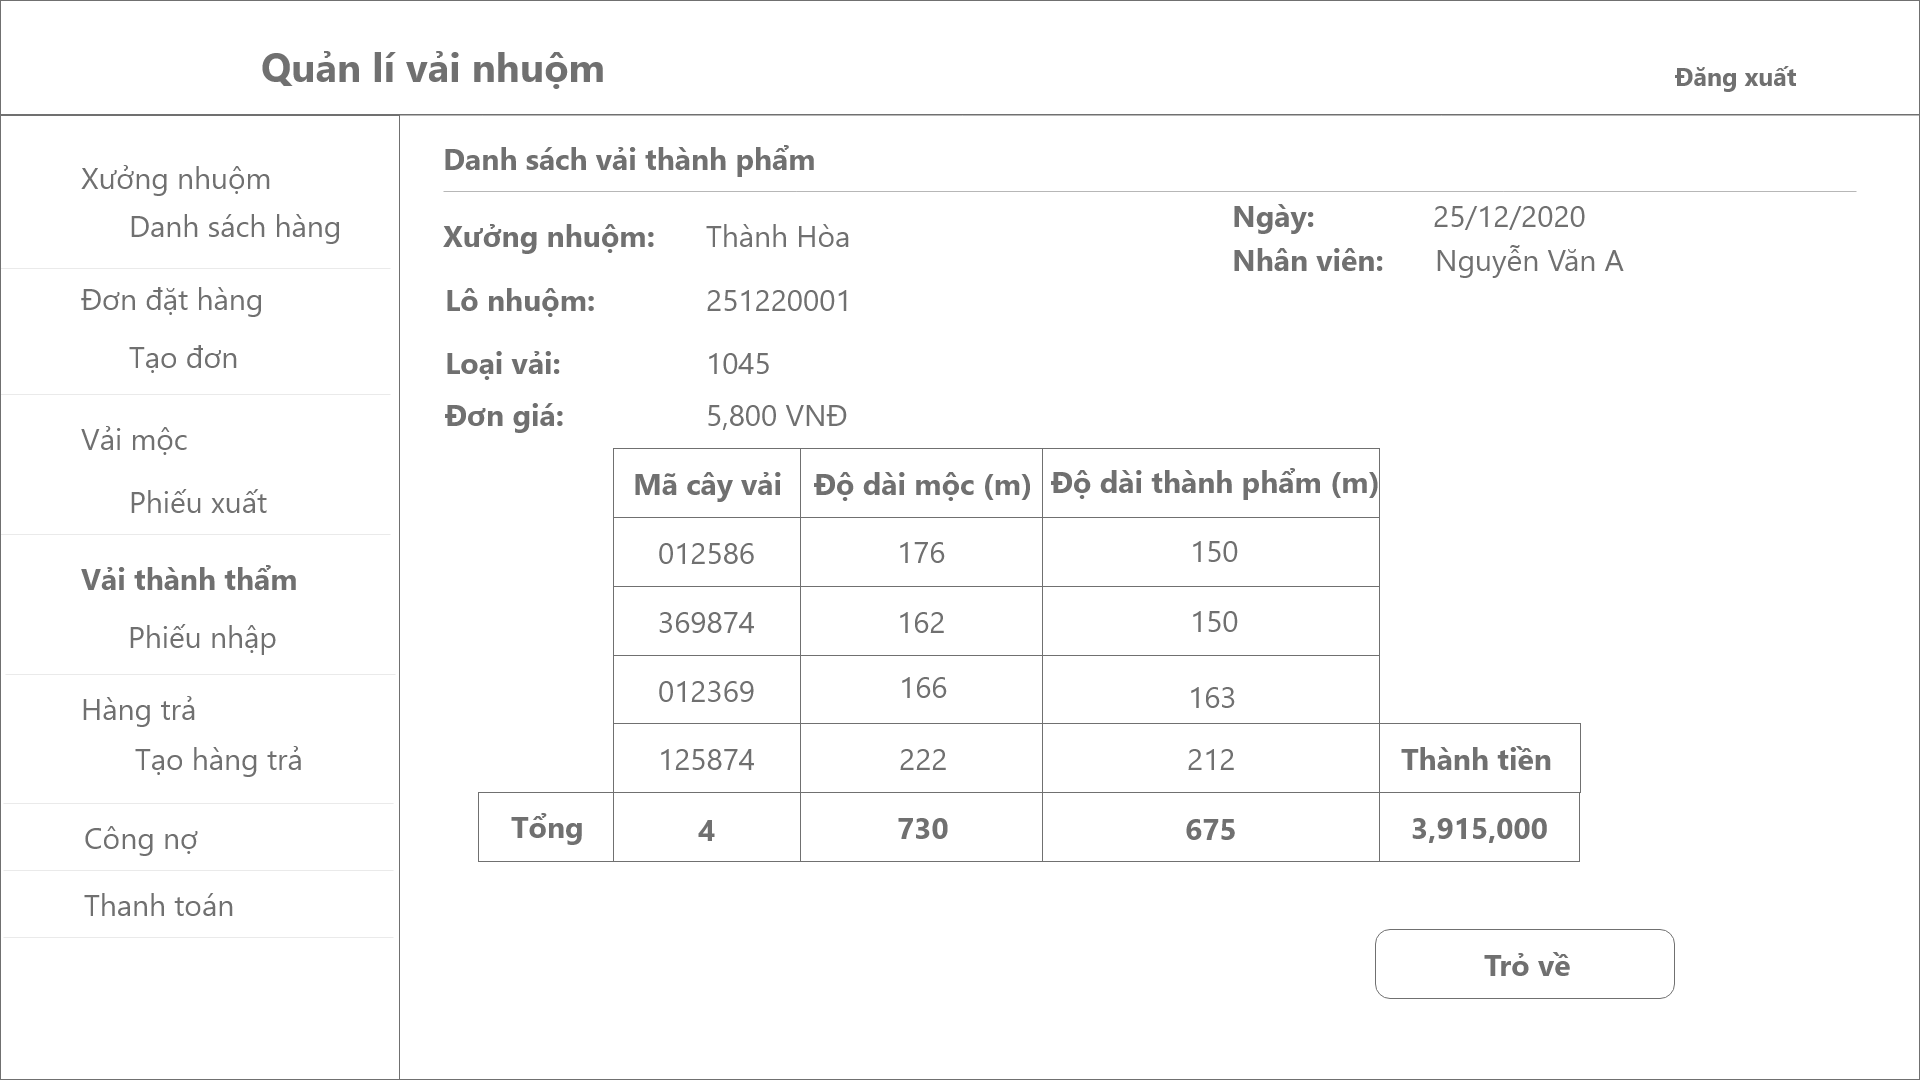 Quản lí vải nhuộm
Đăng xuất
Xưởng nhuộm
Danh sách hàng
Đơn đặt hàng
Tạo đơn
Vải mộc
Phiếu xuất
Vải thành thẩm
Phiếu nhập
Hàng trả
Tạo hàng trả
Công nợ
Thanh toán
Danh sách vải thành phẩm
Xưởng nhuộm: Thành Hòa
Ngày: 25/12/2020
Nhân viên: Nguyễn Văn A
Lô nhuộm: 251220001
Loại vải: 1045
Đơn giá: 5,800 VNĐ
Mã cây vải Độ dài mộc (m) Độ dài thành phẩm (m)
012586 176 150
369874 162 150
012369 166 163
125874 222 212 Thành tiền
Tổng 4 730 675 3,915,000
Trỏ về